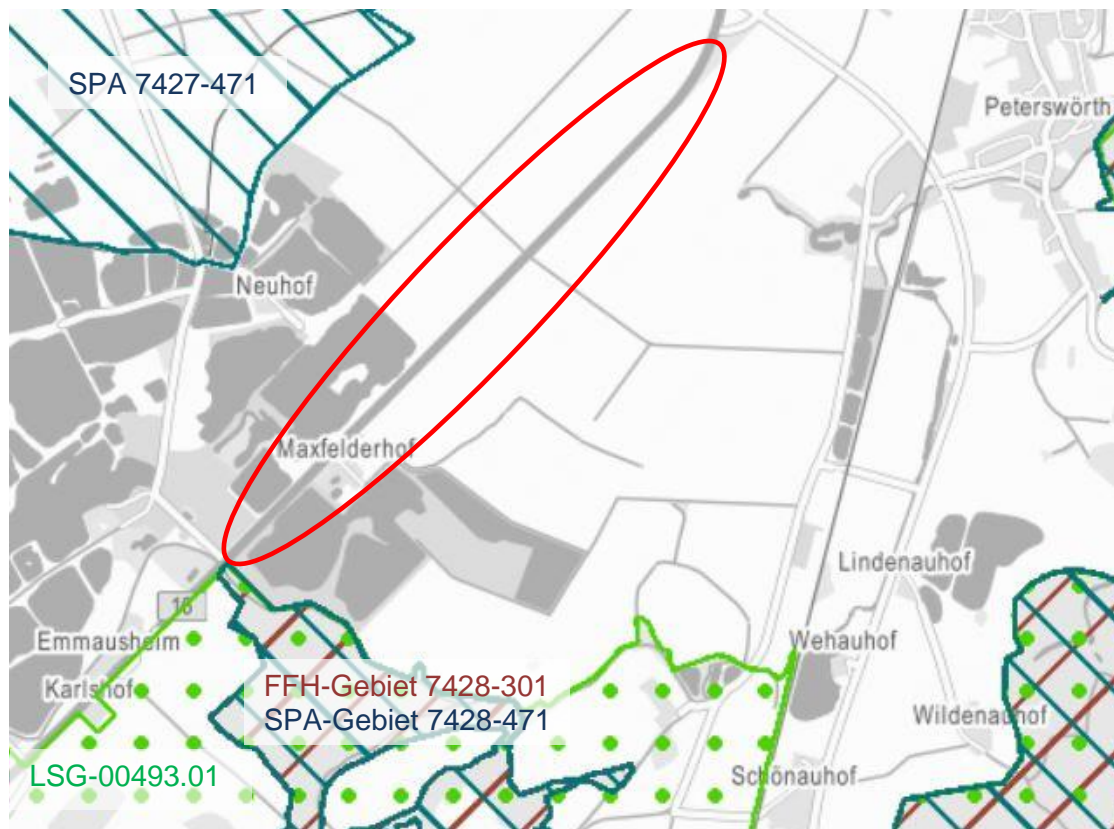 SPA 7427-471
Peterswörth
Neuhof
Maxfelderhof
Lindenauhof
16
Emmausheim
Wehauhof
Karlshof
FFH-Gebiet 7428-301
SPA-Gebiet 7428-471
Wildenauhof
LSG-00493.01
Schönauhof